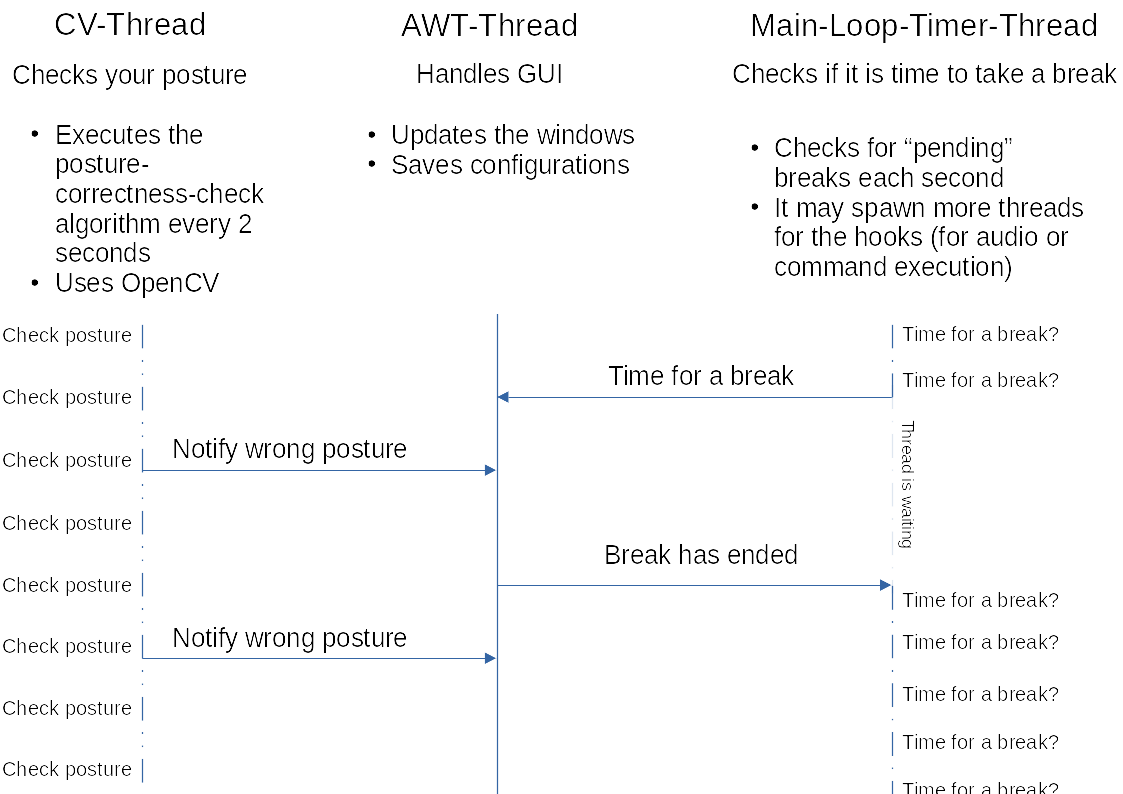 CV-Thread
Checks your posture
• Executes the
posture-
correctness-check
algorithm every 2
seconds
• Uses OpenCV
AWT-Thread
Handles GUI
• Updates the windows
• Saves configurations
Main-Loop-Timer-Thread
Checks if it is time to take a break
• Checks for “pending”
breaks each second
• It may spawn more threads
for the hooks (for audio or
command execution)
Check posture
Time for a break?
Time for a break
Time for a break?
Check posture
Thread is waiting
Notify wrong posture
Check posture
Check posture
Break has ended
Check posture
Time for a break?
Notify wrong posture
Check posture
Time for a break?
Check posture
Time for a break?
Time for a break?
Check posture
Time for a break?